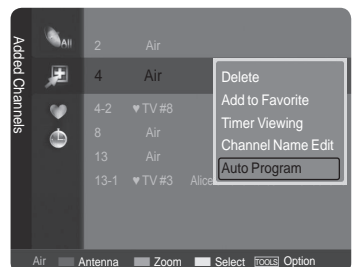 Added Channels
All
2 Air
4 Air
4-2 ♥ TV #8
8 Air
13 Air
13-1 ♥ TV #3 Alice
Delete
Add to Favorite
Timer Viewing
Channel Name Edit
Auto Program
Air Antenna Zoom Select TOOLS Option